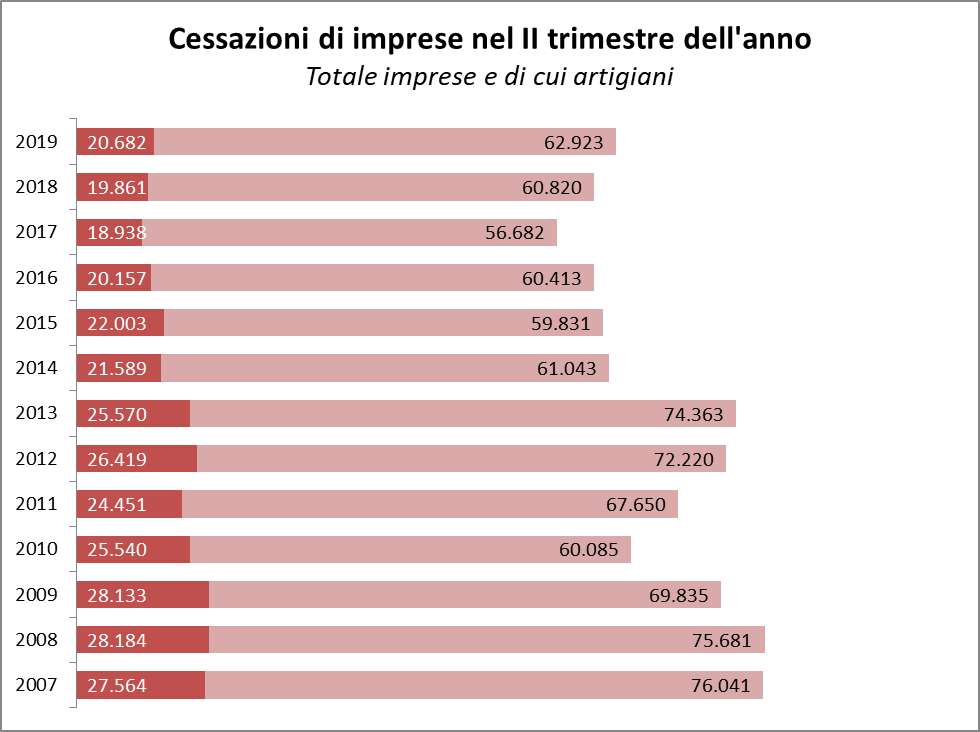 Cessazioni di imprese nel II trimestre dell'anno
Totale imprese e di cui artigiani
2019 20.682 62.923
2018 19.861 60.820
2017 18.938 56.682
2016 20.157 60.413
2015 22.003 59.831
2014 21.589 61.043
2013 25.570 74.363
2012 26.419 72.220
2011 24.451 67.650
2010 25.540 60.085
2009 28.133 69.835
2008 28.184 75.681
2007 27.564 76.041